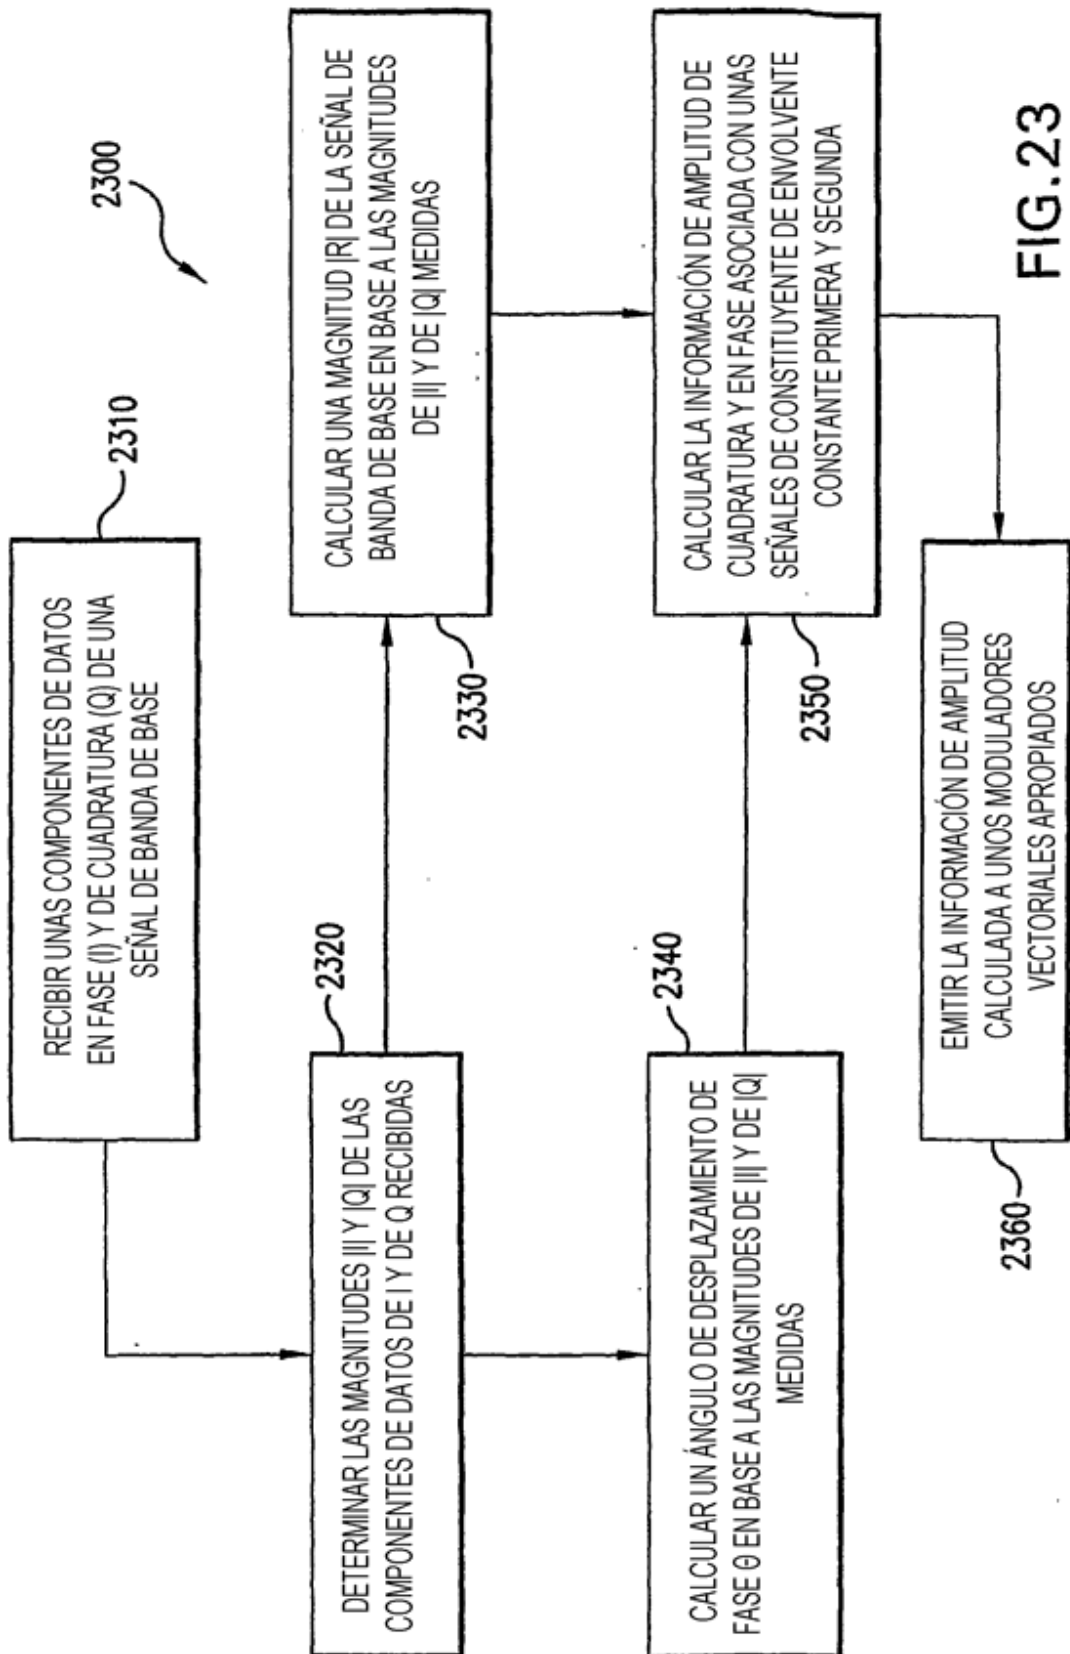 2300
2310
RECIBIR UNAS COMPONENTES DE DATOS
EN FASE (I) Y DE CUADRATURA (Q) DE UNA
SEÑAL DE BANDA DE BASE
2320
DETERMINAR LAS MAGNITUDES |I| Y |Q| DE LAS
COMPONENTES DE DATOS DE I Y DE Q RECIBIDAS
2330
CALCULAR UNA MAGNITUD |R| DE LA SEÑAL DE
BANDA DE BASE EN BASE A LAS MAGNITUDES
DE |I| Y DE |Q| MEDIDAS
2340
CALCULAR UN ÁNGULO DE DESPLAZAMIENTO DE
FASE Θ EN BASE A LAS MAGNITUDES DE |I| Y DE |Q|
MEDIDAS
2350
CALCULAR LA INFORMACIÓN DE AMPLITUD DE
CUADRATURA Y EN FASE ASOCIADA CON UNAS
SEÑALES DE CONSTITUYENTE DE ENVOLVENTE
CONSTANTE PRIMERA Y SEGUNDA
2360
EMITIR LA INFORMACIÓN DE AMPLITUD
CALCULADA A UNOS MODULADORES
VECTORIALES APROPIADOS
FIG.23